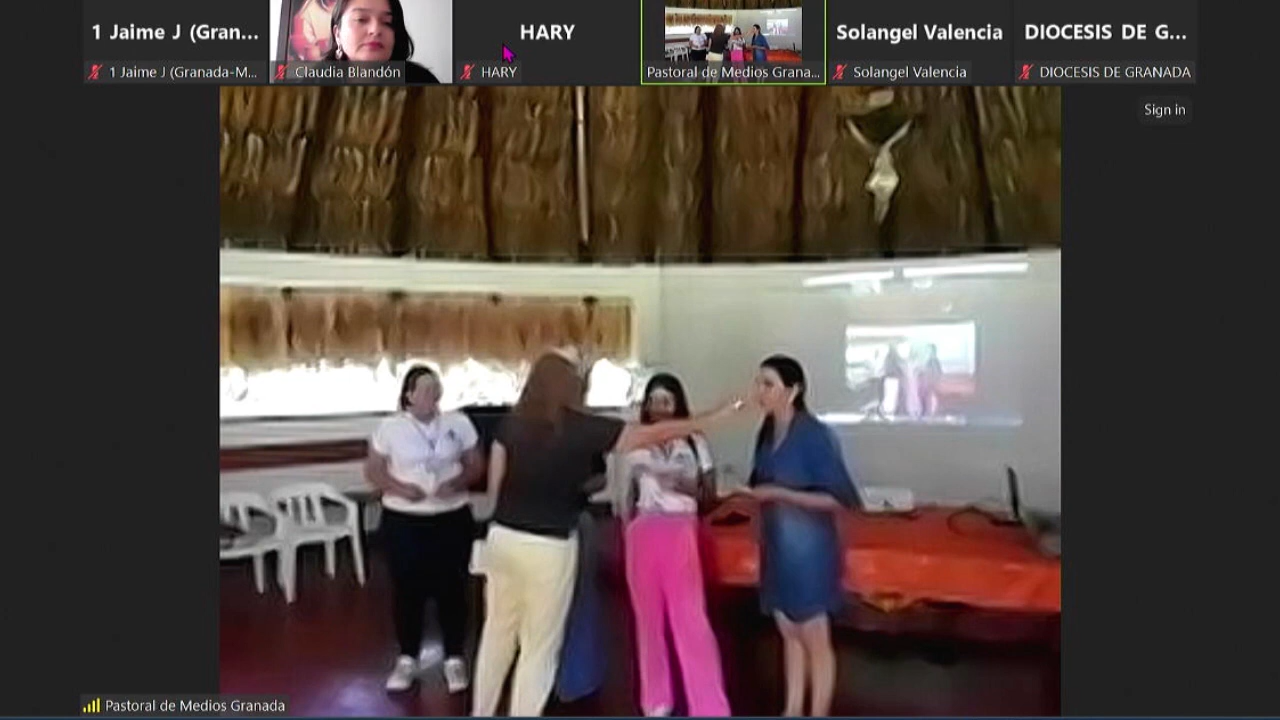 1 Jaime J (Gran...
HARY
Solangel Valencia
DIOCESIS DE G...
1 Jaime J (Granada-M...
Claudia Blandón
HARY
Pastoral de Medios Grana...
Solangel Valencia
DIOCESIS DE GRANADA
Sign in
Pastoral de Medios Granada